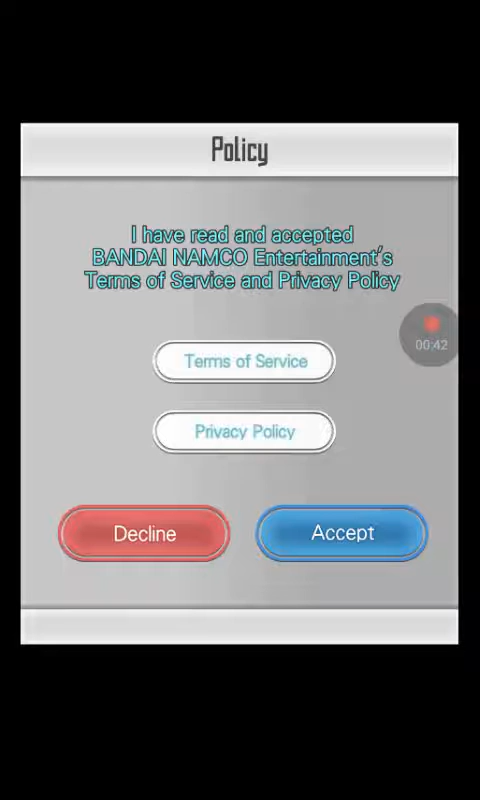 Policy
I have read and accepted
BANDAI NAMCO Entertainment's
Terms of Service and Privacy Policy
00:42
Terms of Service
Privacy Policy
Decline
Accept